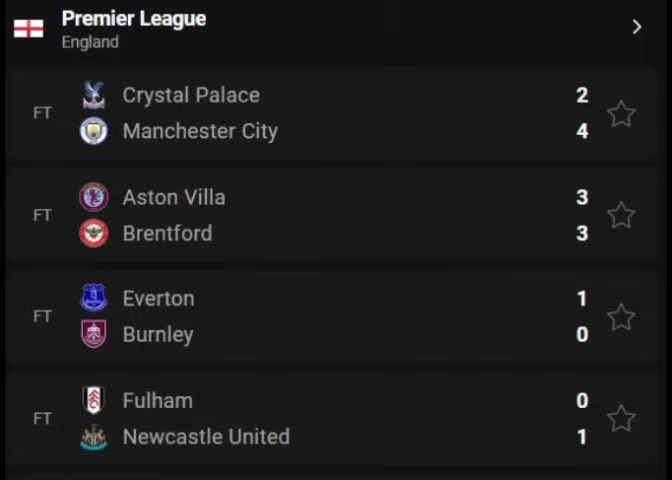 Premier League
England
FT
Crystal Palace 2
Manchester City 4
FT
Aston Villa 3
Brentford 3
FT
Everton 1
Burnley 0
FT
Fulham 0
Newcastle United 1